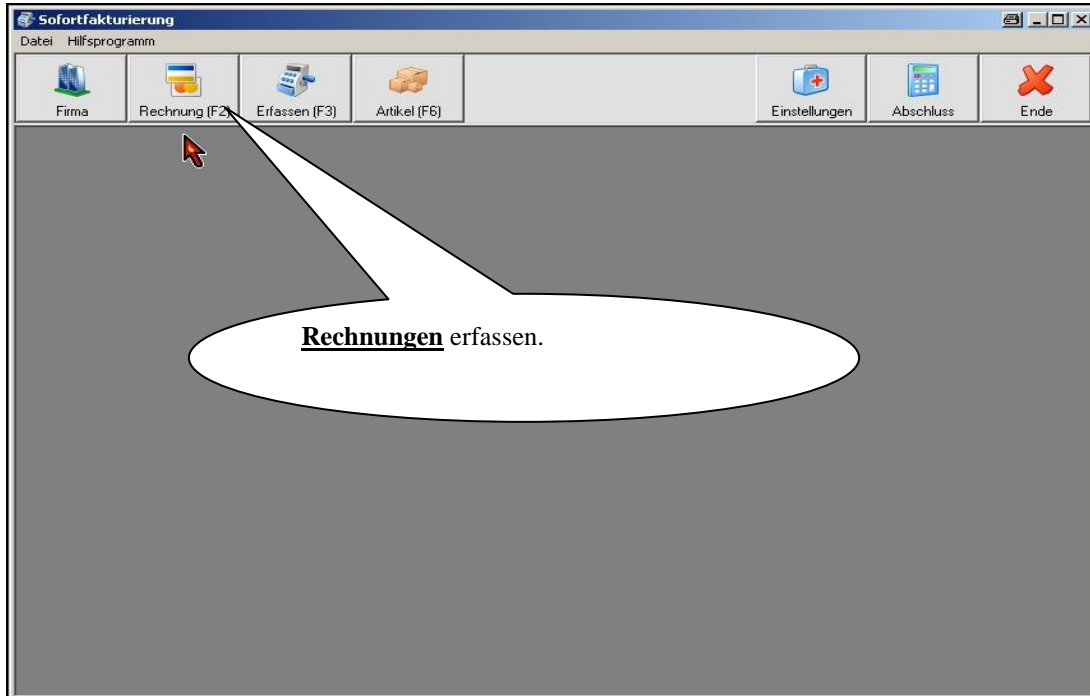 Sofortfakturierung
Datei Hilfsprogramm
Firma Rechnung (F2) Erfassen (F3) Artikel (F6) Einstellungen Abschluss Ende
Rechnungen erfassen.